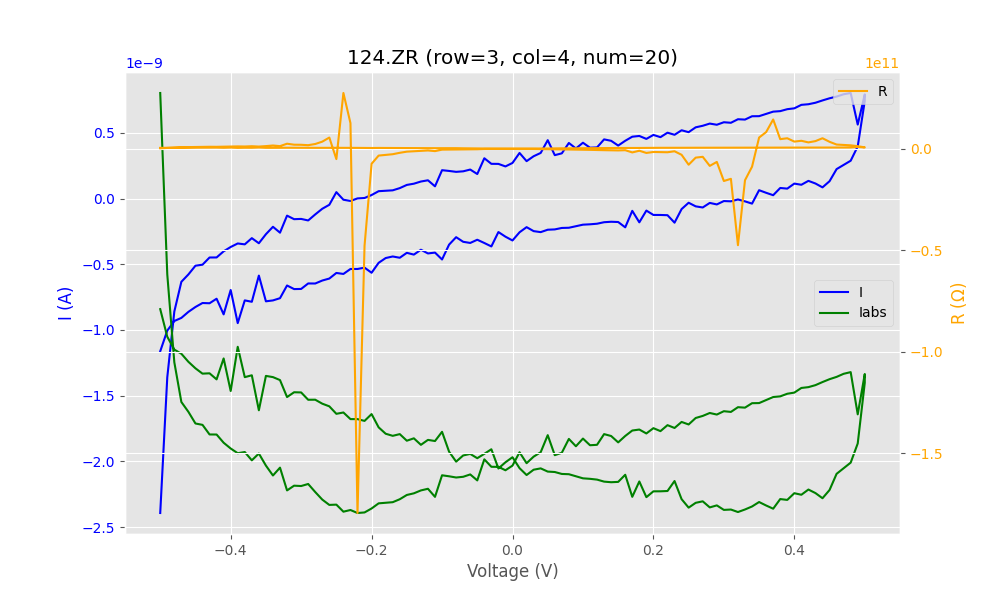 124.ZR (row=3, col=4, num=20)
1e−9
1e11
R
0.5
0.0
−0.5
−1.0
−1.5
−2.0
−2.5
I (A)
0.0
−0.5
−1.0
−1.5
R (Ω)
I
Iabs
−0.4
−0.2
0.0
0.2
0.4
Voltage (V)